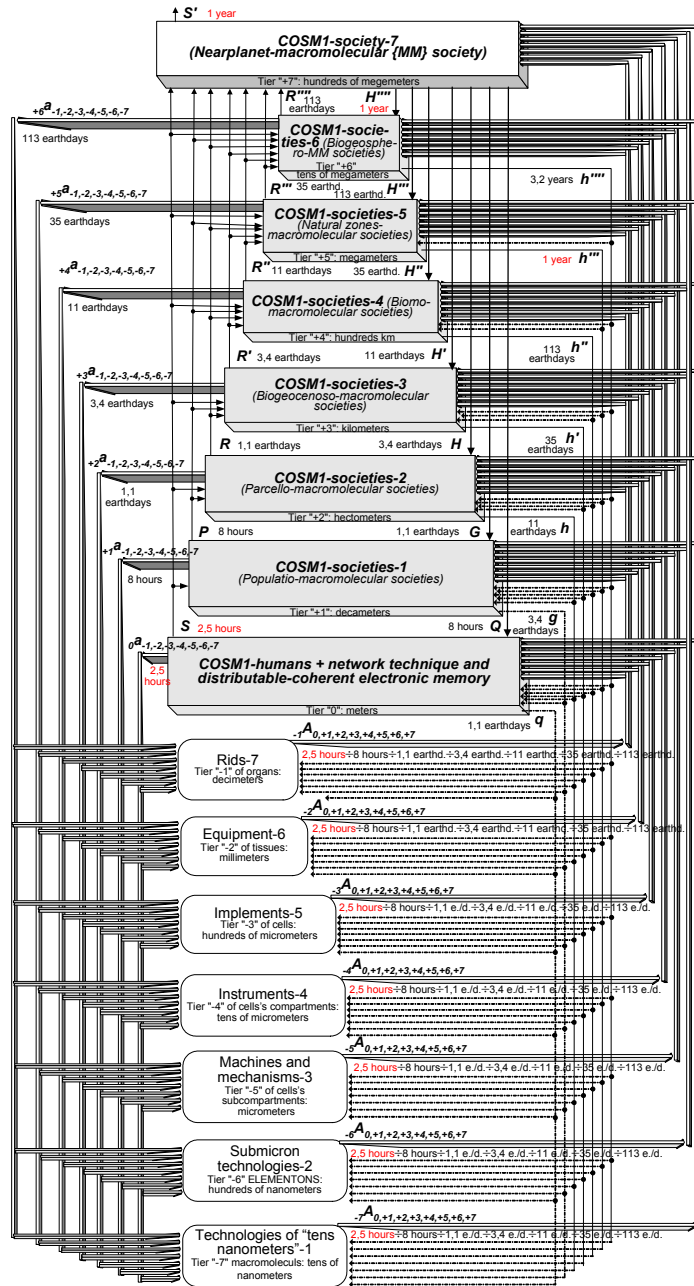 S' 1 year
COSM1-society-7
(Nearplanet-macromolecular {MM} society)
Tier "+7": hundreds of megemeters
R"" 113 earthdays
H""
1 year
+6a-1,-2,-3,-4,-5,-6,-7
113 earthdays
COSM1-socie-
ties-6 (Biogeosphe-
ro-MM societies)
Tier "+6"
tens of megameters
3,2 years h""
R''' 35 earthd.
113 earthd. H'''
+5a-1,-2,-3,-4,-5,-6,-7
35 earthdays
COSM1-societies-5
(Natural zones-
macromolecular societies)
Tier "+5": megameters
1 year h'''
R" 11 earthdays
35 earthd. H"
+4a-1,-2,-3,-4,-5,-6,-7
11 earthdays
COSM1-societies-4 (Biomo-
macromolecular societies)
Tier "+4": hundreds km
113
earthdays
h"
R' 3,4 earthdays
11 earthdays H'
+3a-1,-2,-3,-4,-5,-6,-7
3,4 earthdays
COSM1-societies-3
(Biogeocenoso-macromolecular
societies)
Tier "+3": kilometers
35
earthdays
h'
R 1,1 earthdays
3,4 earthdays H
+2a-1,-2,-3,-4,-5,-6,-7
1,1
earthdays
COSM1-societies-2
(Parcello-macromolecular societies)
Tier "+2": hectometers
11
earthdays
h
P 8 hours
1,1 earthdays G
+1a-1,-2,-3,-4,-5,-6,-7
8 hours
COSM1-societies-1
(Populatio-macromolecular societies)
Tier "+1": decameters
3,4
earthdays
g
S 2,5 hours
8 hours Q
0a-1,-2,-3,-4,-5,-6,-7
2,5
hours
COSM1-humans + network technique and
distributable-coherent electronic memory
Tier "0": meters
1,1 earthdays q
-1A0,+1,+2,+3,+4,+5,+6,+7
2,5 hours÷8 hours÷1,1 earthd.÷3,4 earthd.÷11 earthd.÷35 earthd.÷113 earthd.
Rids-7
Tier "-1" of organs:
decimeters
-2A0,+1,+2,+3,+4,+5,+6,+7
2,5 hours÷8 hours÷1,1 earthd.÷3,4 earthd.÷11 earthd.÷35 earthd.÷113 earthd.
Equipment-6
Tier "-2" of tissues:
millimeters
-3A0,+1,+2,+3,+4,+5,+6,+7
2,5 hours÷8 hours÷1,1 e./d.÷3,4 e./d.÷11 e./d.÷35 e./d.÷113 e./d.
Implements-5
Tier "-3" of cells:
hundreds of micrometers
-4A0,+1,+2,+3,+4,+5,+6,+7
2,5 hours÷8 hours÷1,1 e./d.÷3,4 e./d.÷11 e./d.÷35 e./d.÷113 e./d.
Instruments-4
Tier "-4" of cells's compartments:
tens of micrometers
-5A0,+1,+2,+3,+4,+5,+6,+7
2,5 hours÷8 hours÷1,1 e./d.÷3,4 e./d.÷11 e./d.÷35 e./d.÷113 e./d.
Machines and
mechanisms-3
Tier "-5" of cells's
subcompartments:
micrometers
-6A0,+1,+2,+3,+4,+5,+6,+7
2,5 hours÷8 hours÷1,1 e./d.÷3,4 e./d.÷11 e./d.÷35 e./d.÷113 e./d.
Submicron
technologies-2
Tier "-6" ELEMENTONS:
hundreds of nanometers
-7A0,+1,+2,+3,+4,+5,+6,+7
2,5 hours÷8 hours÷1,1 e./d.÷3,4 e./d.÷11 e./d.÷35 e./d.÷113 e./d.
Technologies of "tens
nanometers"-1
Tier "-7" macromolecules: tens of
nanometers